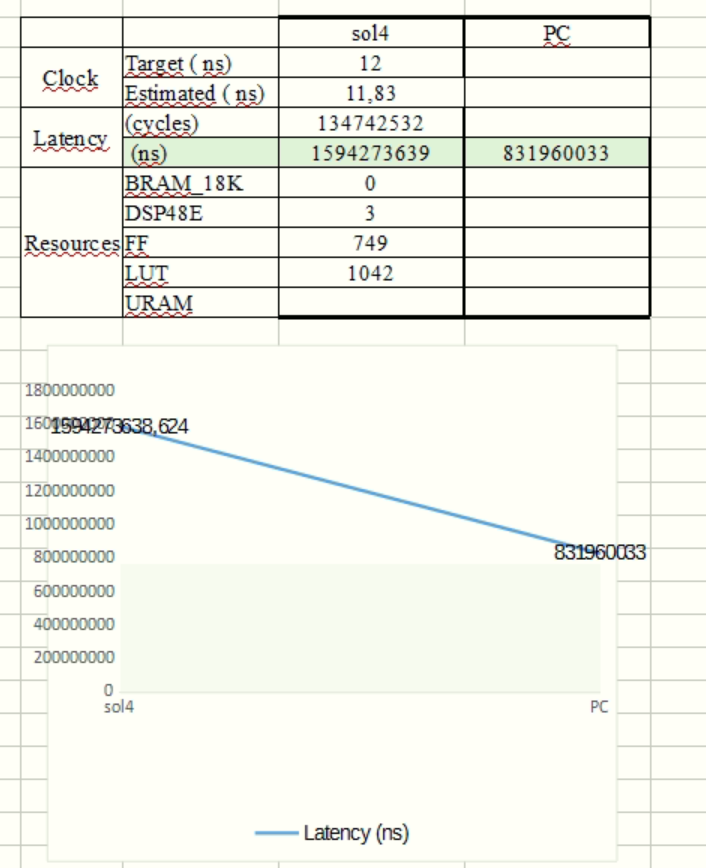 sol4 PC
Clock
Target ( ns) 12
Estimated ( ns) 11,83
Latency
(cycles) 134742532
(ns) 1594273639 831960033
Resources
BRAM_18K 0
DSP48E 3
FF 749
LUT 1042
URAM
1800000000
1600000000
1594273638,624
1400000000
1200000000
1000000000
800000000
831960033
600000000
400000000
200000000
0
sol4 PC
Latency (ns)